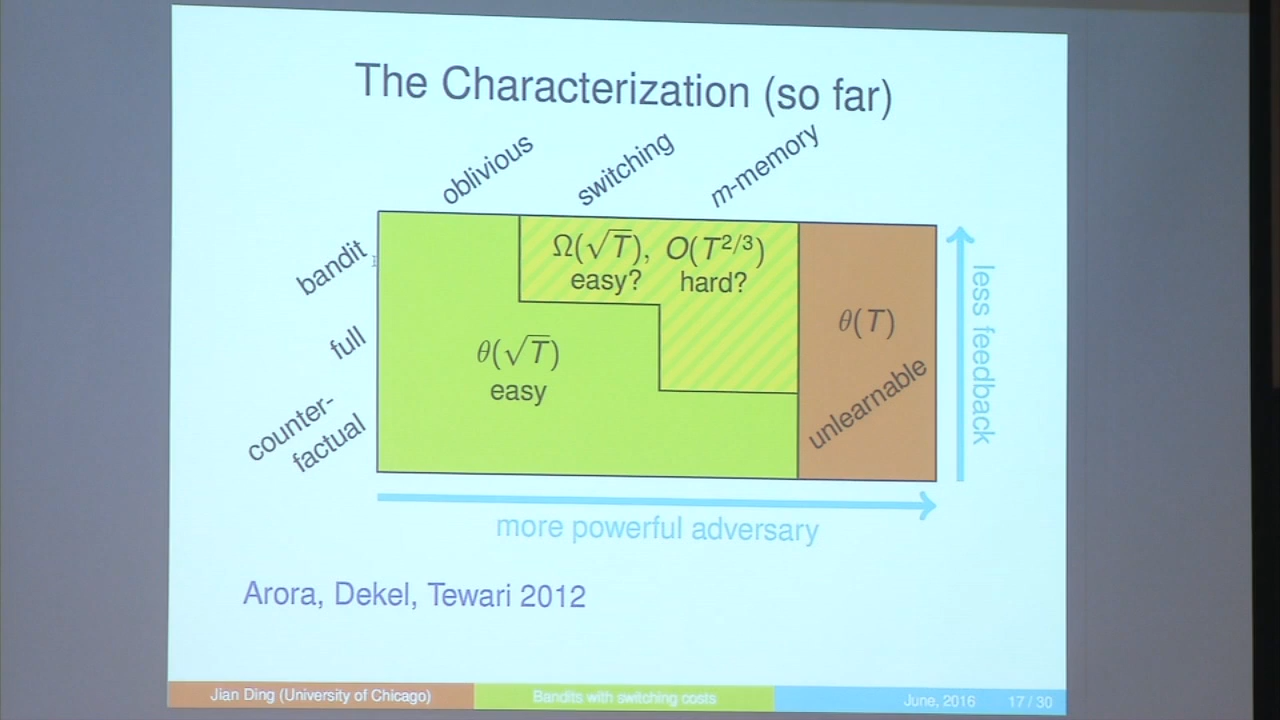 The Characterization (so far)
oblivious
switching
m-memory
bandit
full
counter-
factual
Ω(√T), O(T^{2/3})
easy? hard?
θ(√T)
easy
θ(T)
unlearnable
less feedback
more powerful adversary
Arora, Dekel, Tewari 2012
Jian Ding (University of Chicago)
Bandits with switching costs
June, 2016 17 / 30